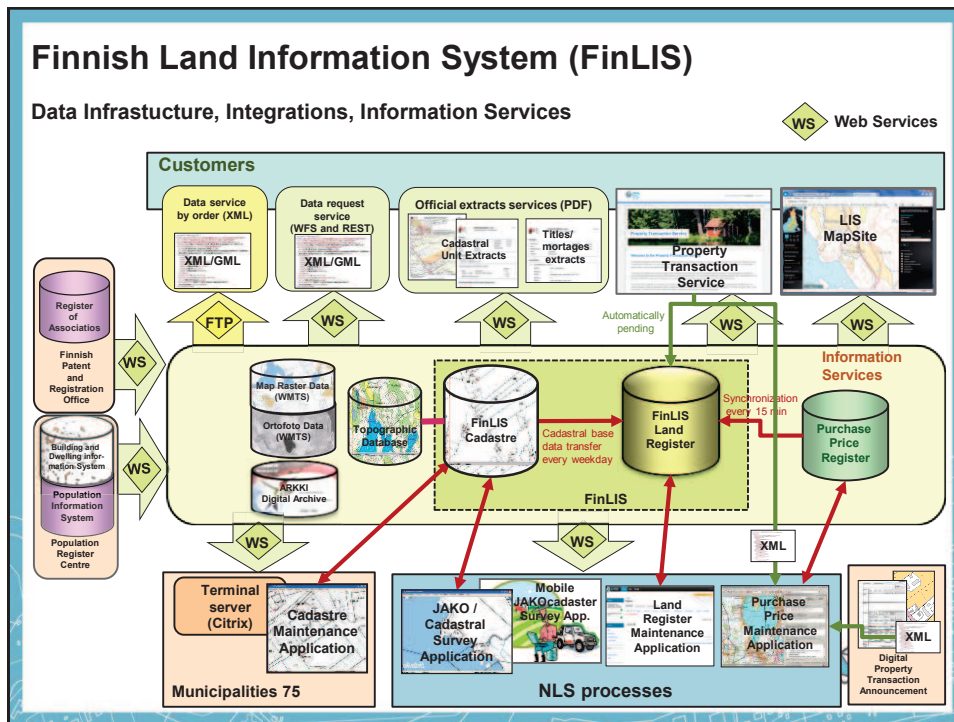 Finnish Land Information System (FinLIS)
Data Infrastucture, Integrations, Information Services
WS
Web Services
Customers
Data service
by order (XML)
XML/GML
Data request
service
(WFS and REST)
XML/GML
Official extracts services (PDF)
Cadastral
Unit Extracts
Titles/
mortages
extracts
Property
Transaction
Service
LIS
MapSite
Register
of
Associatios
Finnish
Patent
and
Registration
Office
WS
FTP
WS
WS
Automatically
pending
WS
WS
Information
Services
Map Raster Data
(WMTS)
Ortofoto Data
(WMTS)
Topographic
Database
FinLIS
Cadastre
Cadastral base
data transfer
every weekday
FinLIS
Land
Register
Synchronization
every 15 min
Purchase
Price
Register
Building and
Dwelling infor-
mation System
Population
Information
System
Population
Register
Centre
WS
ARKKI
Digital Archive
FinLIS
WS
WS
XML
Terminal
server
(Citrix)
Cadastre
Maintenance
Application
Municipalities 75
JAKO /
Cadastral
Survey
Application
Mobile
JAKOcadaster
Survey App.
Land
Register
Maintenance
Application
Purchase
Price
Maintenance
Application
NLS processes
XML
Digital
Property
Transaction
Announcement